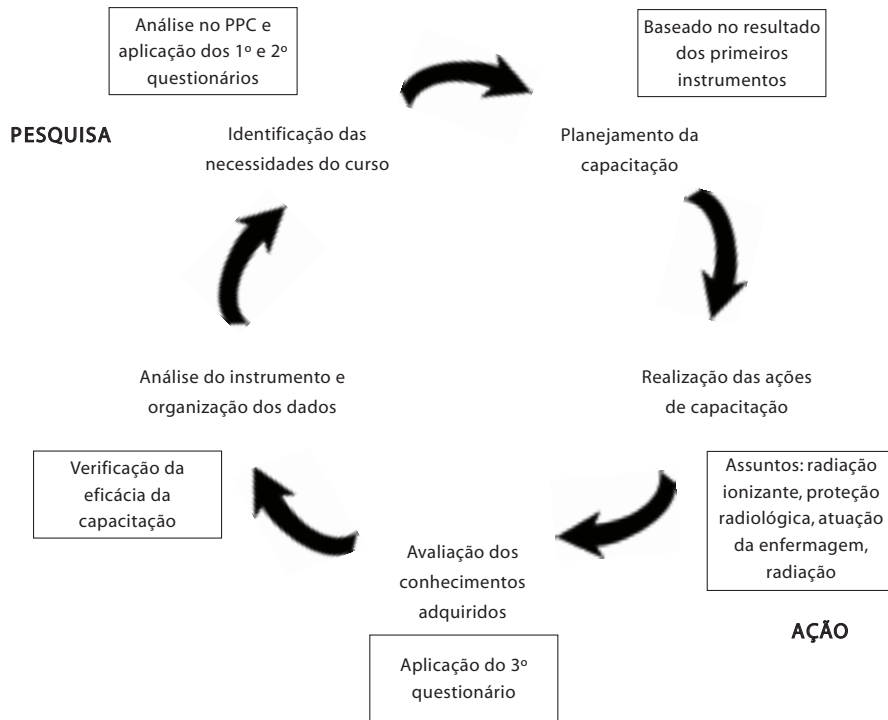 Análise no PPC e
aplicação dos 1º e 2º
questionários
Baseado no resultado
dos primeiros
instrumentos
PESQUISA
Identificação das
necessidades do curso
Planejamento da
capacitação
Realização das ações
de capacitação
Assuntos: radiação
ionizante, proteção
radiológica, atuação
da enfermagem,
radiação
AÇÃO
Avaliação dos
conhecimentos
adquiridos
Aplicação do 3º
questionário
Análise do instrumento e
organização dos dados
Verificação da
eficácia da
capacitação